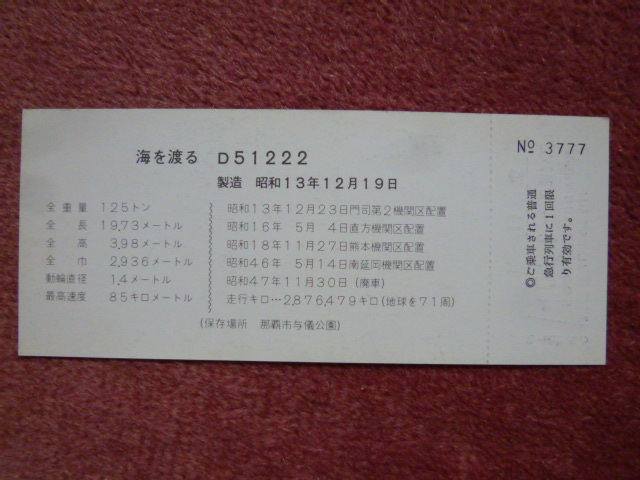 海を渡る D51222
製造 昭和13年12月19日
全重量 125トン
全長 19,73メートル
全高 3,98メートル
全巾 2,936メートル
動輪直径 1,4メートル
最高速度 85キロメートル
昭和13年12月23日門司第2機関区配置
昭和16年 5月 4日直方機関区配置
昭和18年11月27日熊本機関区配置
昭和46年 5月14日南延岡機関区配置
昭和47年11月30日(廃車)
走行キロ…2,876,479キロ(地球を71周)
(保存場所 那覇市与儀公園)
№ 3777
◎ご乗車される普通
急行列車に1回限
り有効です。